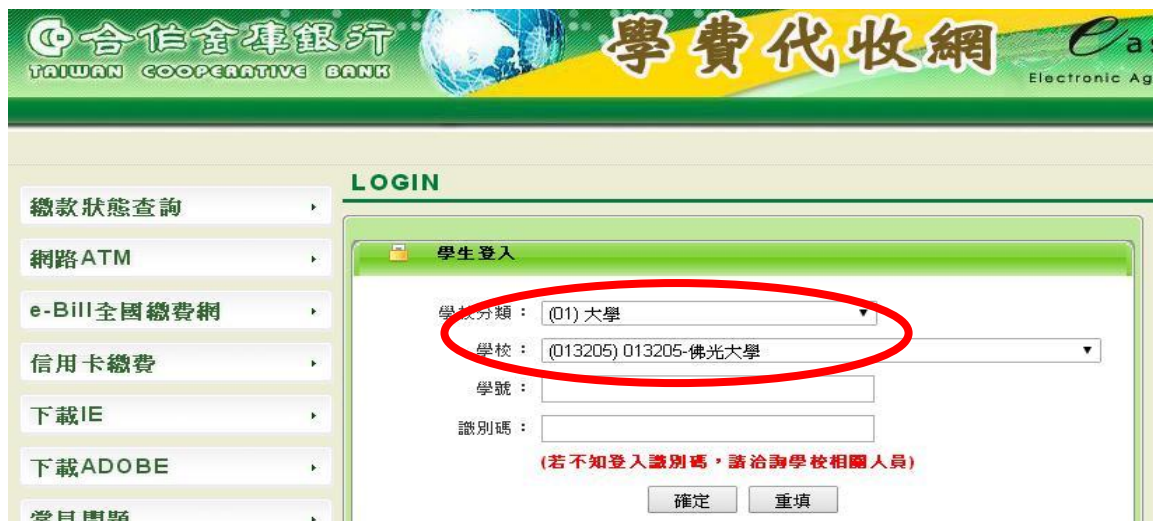 合作金庫銀行
TAIWAN COOPERATIVE BANK
學費代收網
Electronic Ag
LOGIN
繳款狀態查詢
網路ATM
e-Bill全國繳費網
信用卡繳費
下載IE
下載ADOBE
常見問題
學生登入
學校分類： (01) 大學
學校： (013205) 013205-佛光大學
學號：
識別碼：
(若不知登入識別碼，請洽詢學校相關人員)
確定 重填